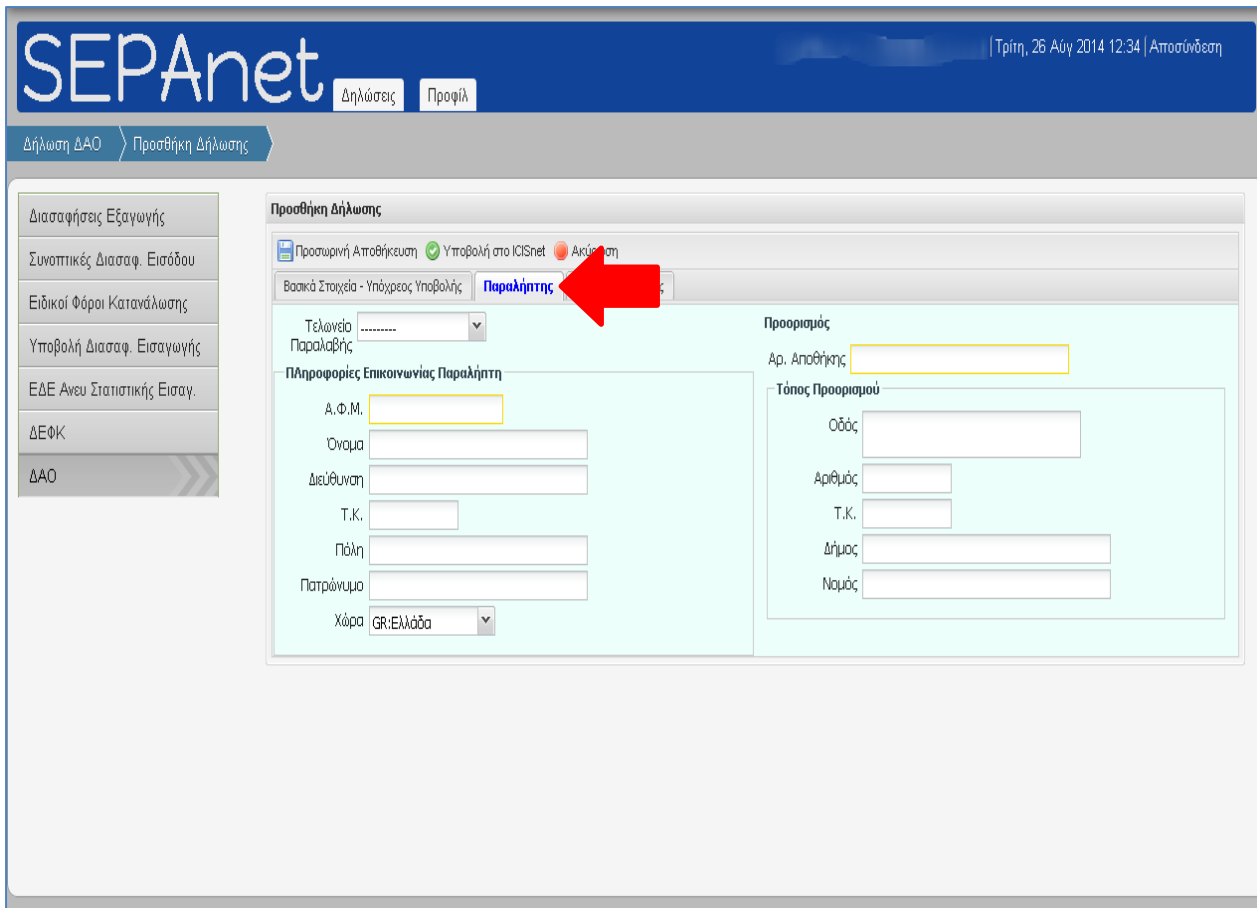 SEPAnet
Δηλώσεις Προφίλ
|Τρίτη, 26 Αύγ 2014 12:34| Αποσύνδεση
Δήλωση ΔΑΟ Προσθήκη Δήλωσης
Διασαφήσεις Εξαγωγής
Συνοπτικές Διασαφ. Εισόδου
Ειδικοί Φόροι Κατανάλωσης
Υποβολή Διασαφ. Εισαγωγής
ΕΔΕ Ανευ Στατιστικής Εισαγ.
ΔΕΦΚ
ΔΑΟ
Προσθήκη Δήλωσης
Προσωρινή Αποθήκευση Υποβολή στο ICISnet
Βασικά Στοιχεία - Υπόχρεος Υποβολής Παραλήπτης
Τελωνείο Παραλαβής ---------
Πληροφορίες Επικοινωνίας Παραλήπτη
Α.Φ.Μ.
Όνομα
Διεύθυνση
Τ.Κ.
Πόλη
Πατρώνυμο
Χώρα GR:Ελλάδα
Προορισμός
Αρ. Αποθήκης
Τόπος Προορισμού
Οδός
Αριθμός
Τ.Κ.
Δήμος
Νομός